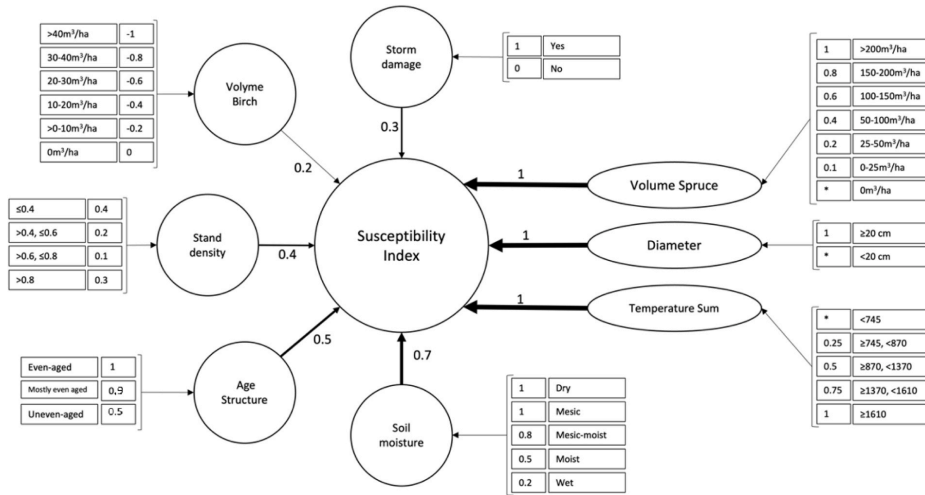 >40m³/ha -1
30-40m³/ha -0.8
20-30m³/ha -0.6
10-20m³/ha -0.4
>0-10m³/ha -0.2
0m³/ha 0
Volyme
Birch
0.2
Storm
damage
1 Yes
0 No
0.3
1 >200m³/ha
0.8 150-200m³/ha
0.6 100-150m³/ha
0.4 50-100m³/ha
0.2 25-50m³/ha
0.1 0-25m³/ha
* 0m³/ha
Volume Spruce
1
≤0.4 0.4
>0.4, ≤0.6 0.2
>0.6, ≤0.8 0.1
>0.8 0.3
Stand
density
0.4
Susceptibility
Index
1
Diameter
1 ≥20 cm
* <20 cm
1
Temperature Sum
* <745
0.25 ≥745, <870
0.5 ≥870, <1370
0.75 ≥1370, <1610
1 ≥1610
Even-aged 1
Mostly even aged 0,9
Uneven-aged 0.5
Age
Structure
0.5
0.7
Soil
moisture
1 Dry
1 Mesic
0.8 Mesic-moist
0.5 Moist
0.2 Wet